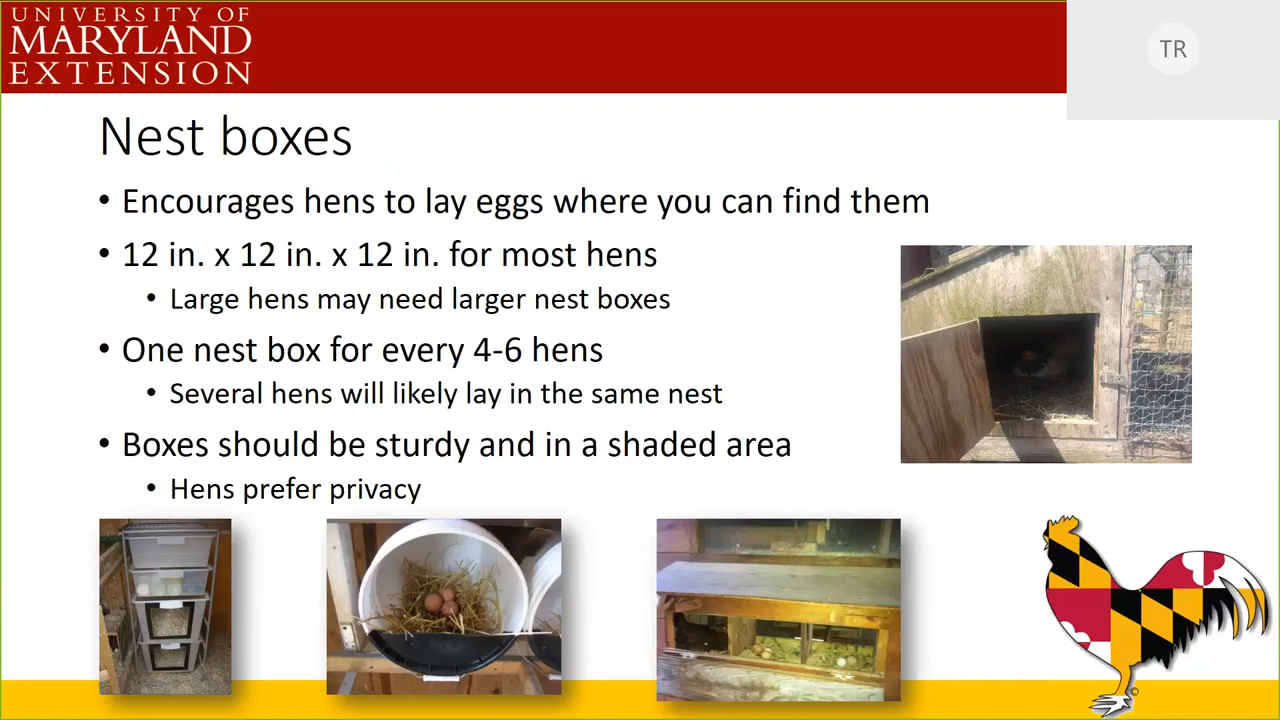 UNIVERSITY OF
MARYLAND
EXTENSION
TR
Nest boxes
• Encourages hens to lay eggs where you can find them
• 12 in. x 12 in. x 12 in. for most hens
• Large hens may need larger nest boxes
• One nest box for every 4-6 hens
• Several hens will likely lay in the same nest
• Boxes should be sturdy and in a shaded area
• Hens prefer privacy
©